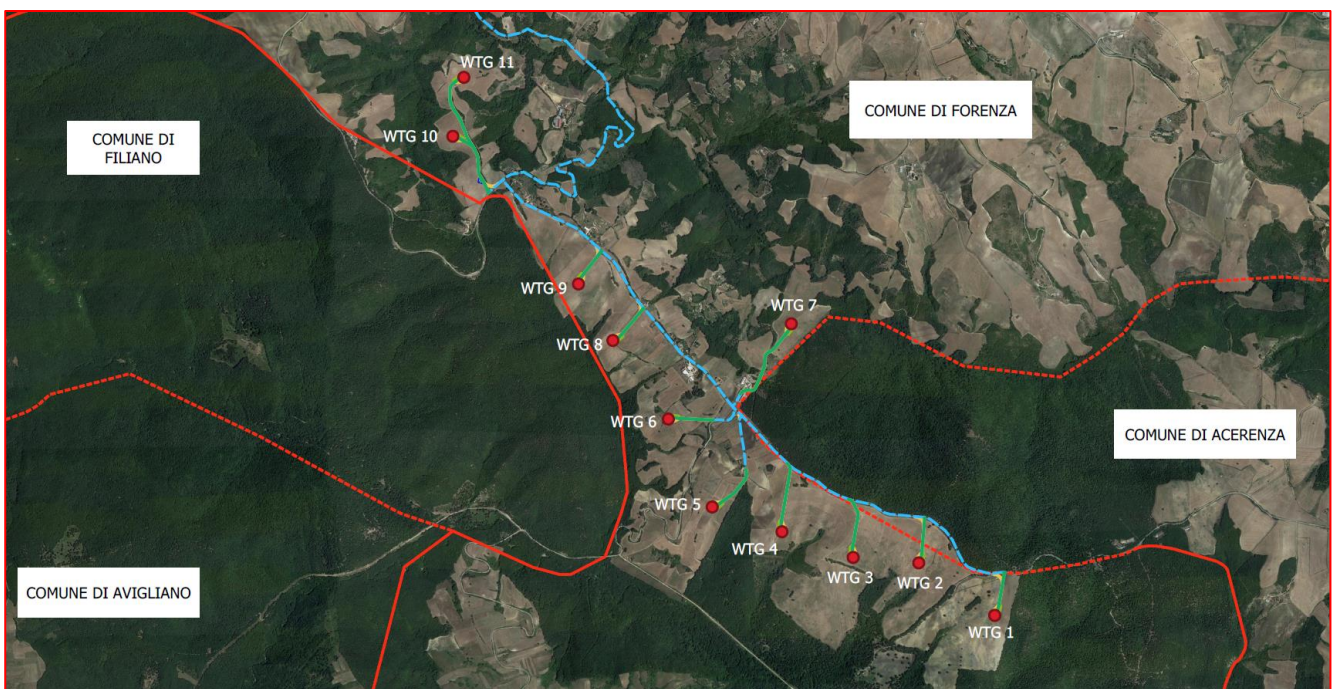 WTG 11
COMUNE DI FORENZA
COMUNE DI
FILIANO
WTG 10
WTG 9
WTG 7
WTG 8
WTG 6
COMUNE DI ACERENZA
WTG 5
WTG 4
WTG 3
WTG 2
COMUNE DI AVIGLIANO
WTG 1